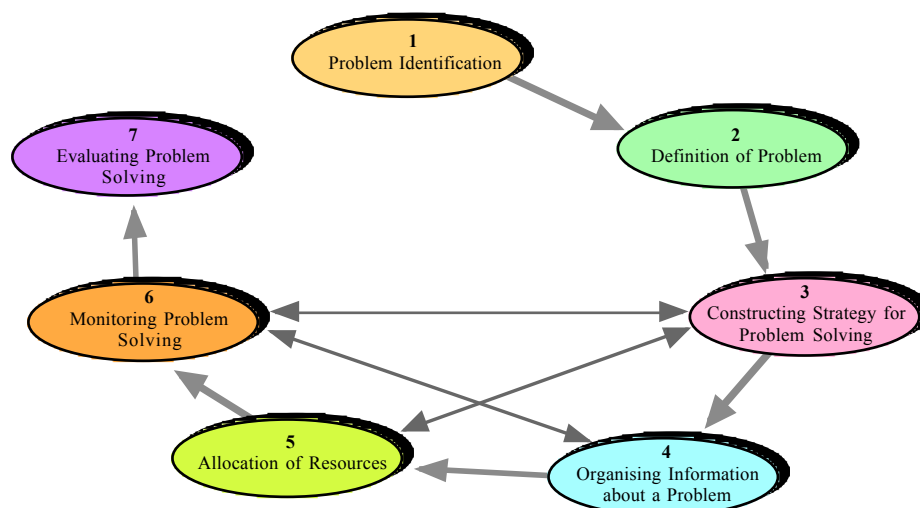 1
Problem Identification
2
Definition of Problem
3
Constructing Strategy for
Problem Solving
4
Organising Information
about a Problem
5
Allocation of Resources
6
Monitoring Problem
Solving
7
Evaluating Problem
Solving